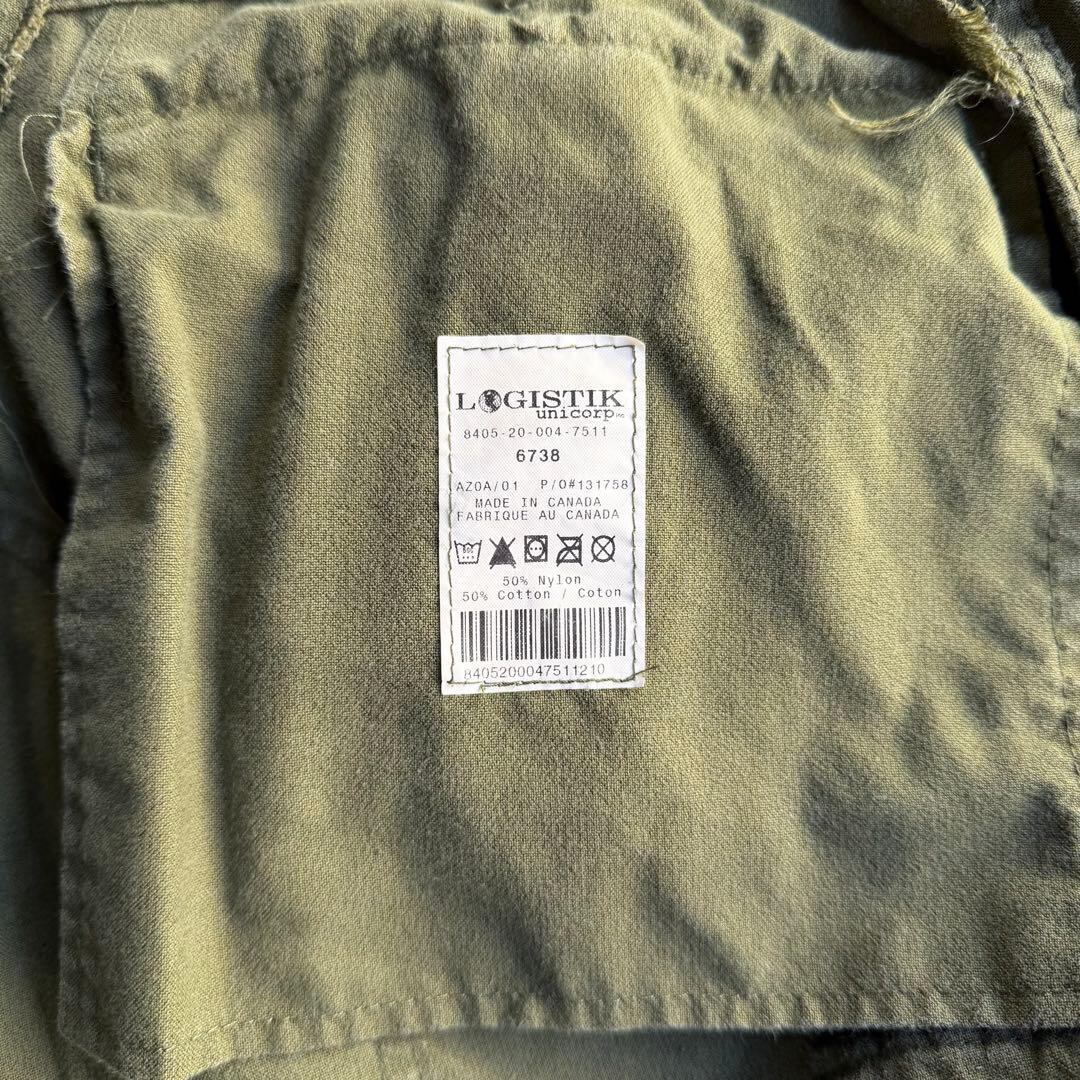 LOGISTIK
unicorp inc
8405-20-004-7511
6738
AZ0A/01 P/O#131758
MADE IN CANADA
FABRIQUE AU CANADA
50% Nylon
50% Cotton / Coton
8405200047511210